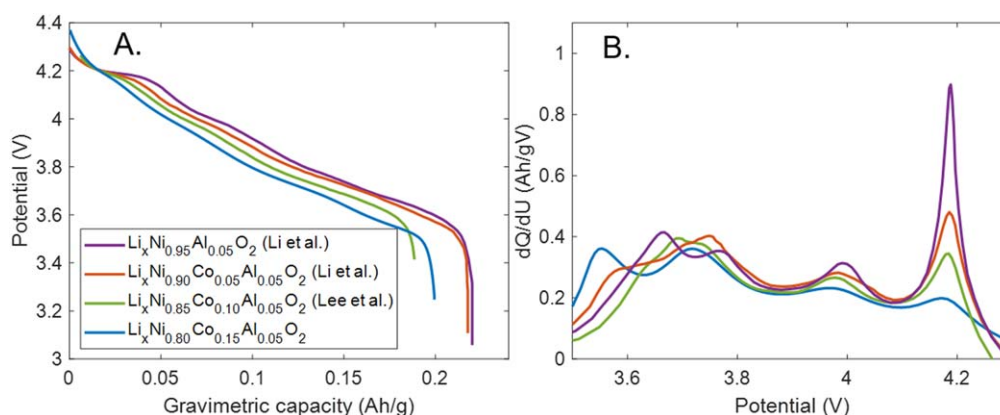 A.
4.4
4.2
4
3.8
3.6
3.4
3.2
3
Potential (V)
LiₓNi₀.₉₅Al₀.₀₅O₂ (Li et al.)
LiₓNi₀.₉₀Co₀.₀₅Al₀.₀₅O₂ (Li et al.)
LiₓNi₀.₈₅Co₀.₁₀Al₀.₀₅O₂ (Lee et al.)
LiₓNi₀.₈₀Co₀.₁₅Al₀.₀₅O₂
0 0.05 0.1 0.15 0.2
Gravimetric capacity (Ah/g)
B.
1
0.8
0.6
0.4
0.2
0
dQ/dU (Ah/gV)
3.6 3.8 4 4.2
Potential (V)